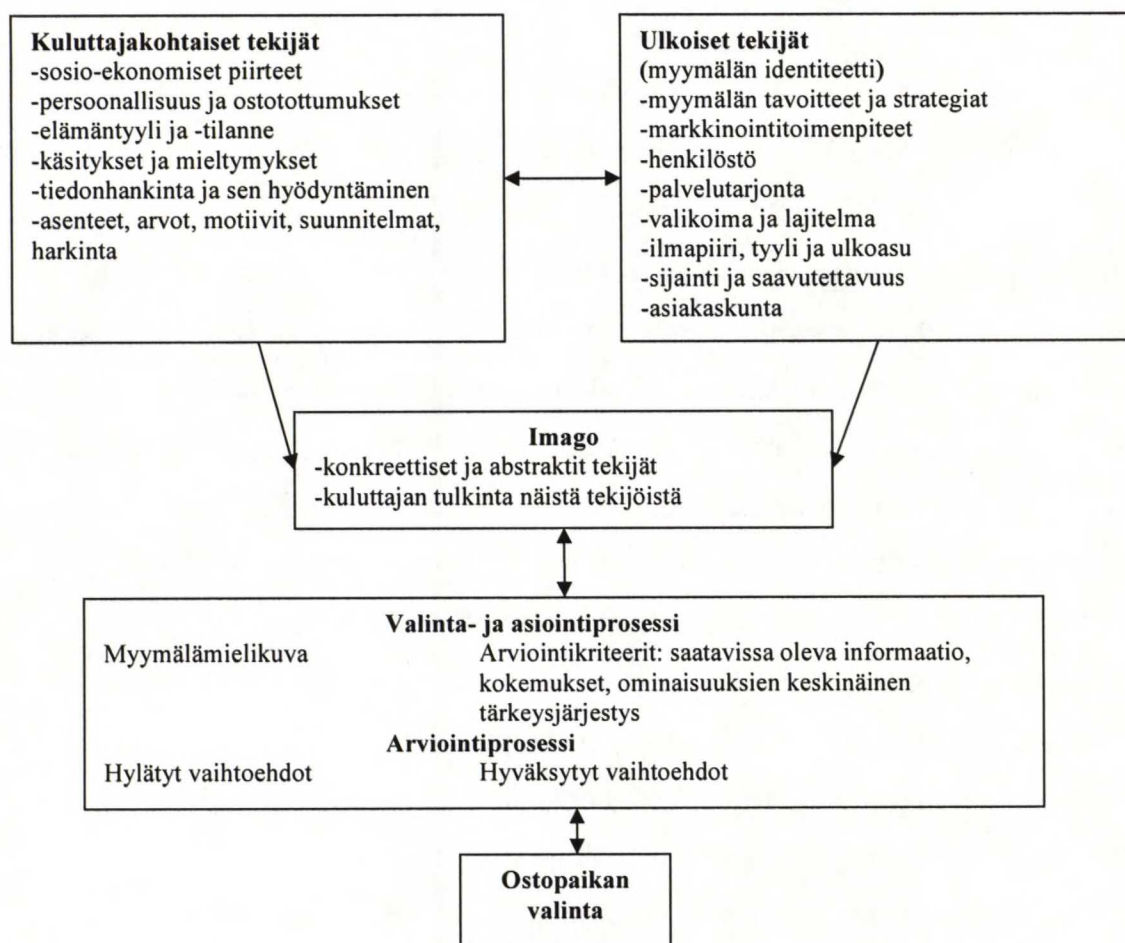 Kuluttajakohtaiset tekijät
-sosio-ekonomiset piirteet
-persoonallisuus ja ostotottumukset
-elämäntyyli ja -tilanne
-käsitykset ja mieltymykset
-tiedonhankinta ja sen hyödyntäminen
-asenteet, arvot, motiivit, suunnitelmat,
harkinta
Ulkoiset tekijät
(myymälän identiteetti)
-myymälän tavoitteet ja strategiat
-markkinointitoimenpiteet
-henkilöstö
-palvelutarjonta
-valikoima ja lajitelma
-ilmapiiri, tyyli ja ulkoasu
-sijainti ja saavutettavuus
-asiakaskunta
Imago
-konkreettiset ja abstraktit tekijät
-kuluttajan tulkinta näistä tekijöistä
Valinta- ja asiointiprosessi
Myymälämielikuva
Arviointikriteerit: saatavissa oleva informaatio,
kokemukset, ominaisuuksien keskinäinen
tärkeysjärjestys
Arviointiprosessi
Hylätyt vaihtoehdot
Hyväksytyt vaihtoehdot
Ostopaikan
valinta